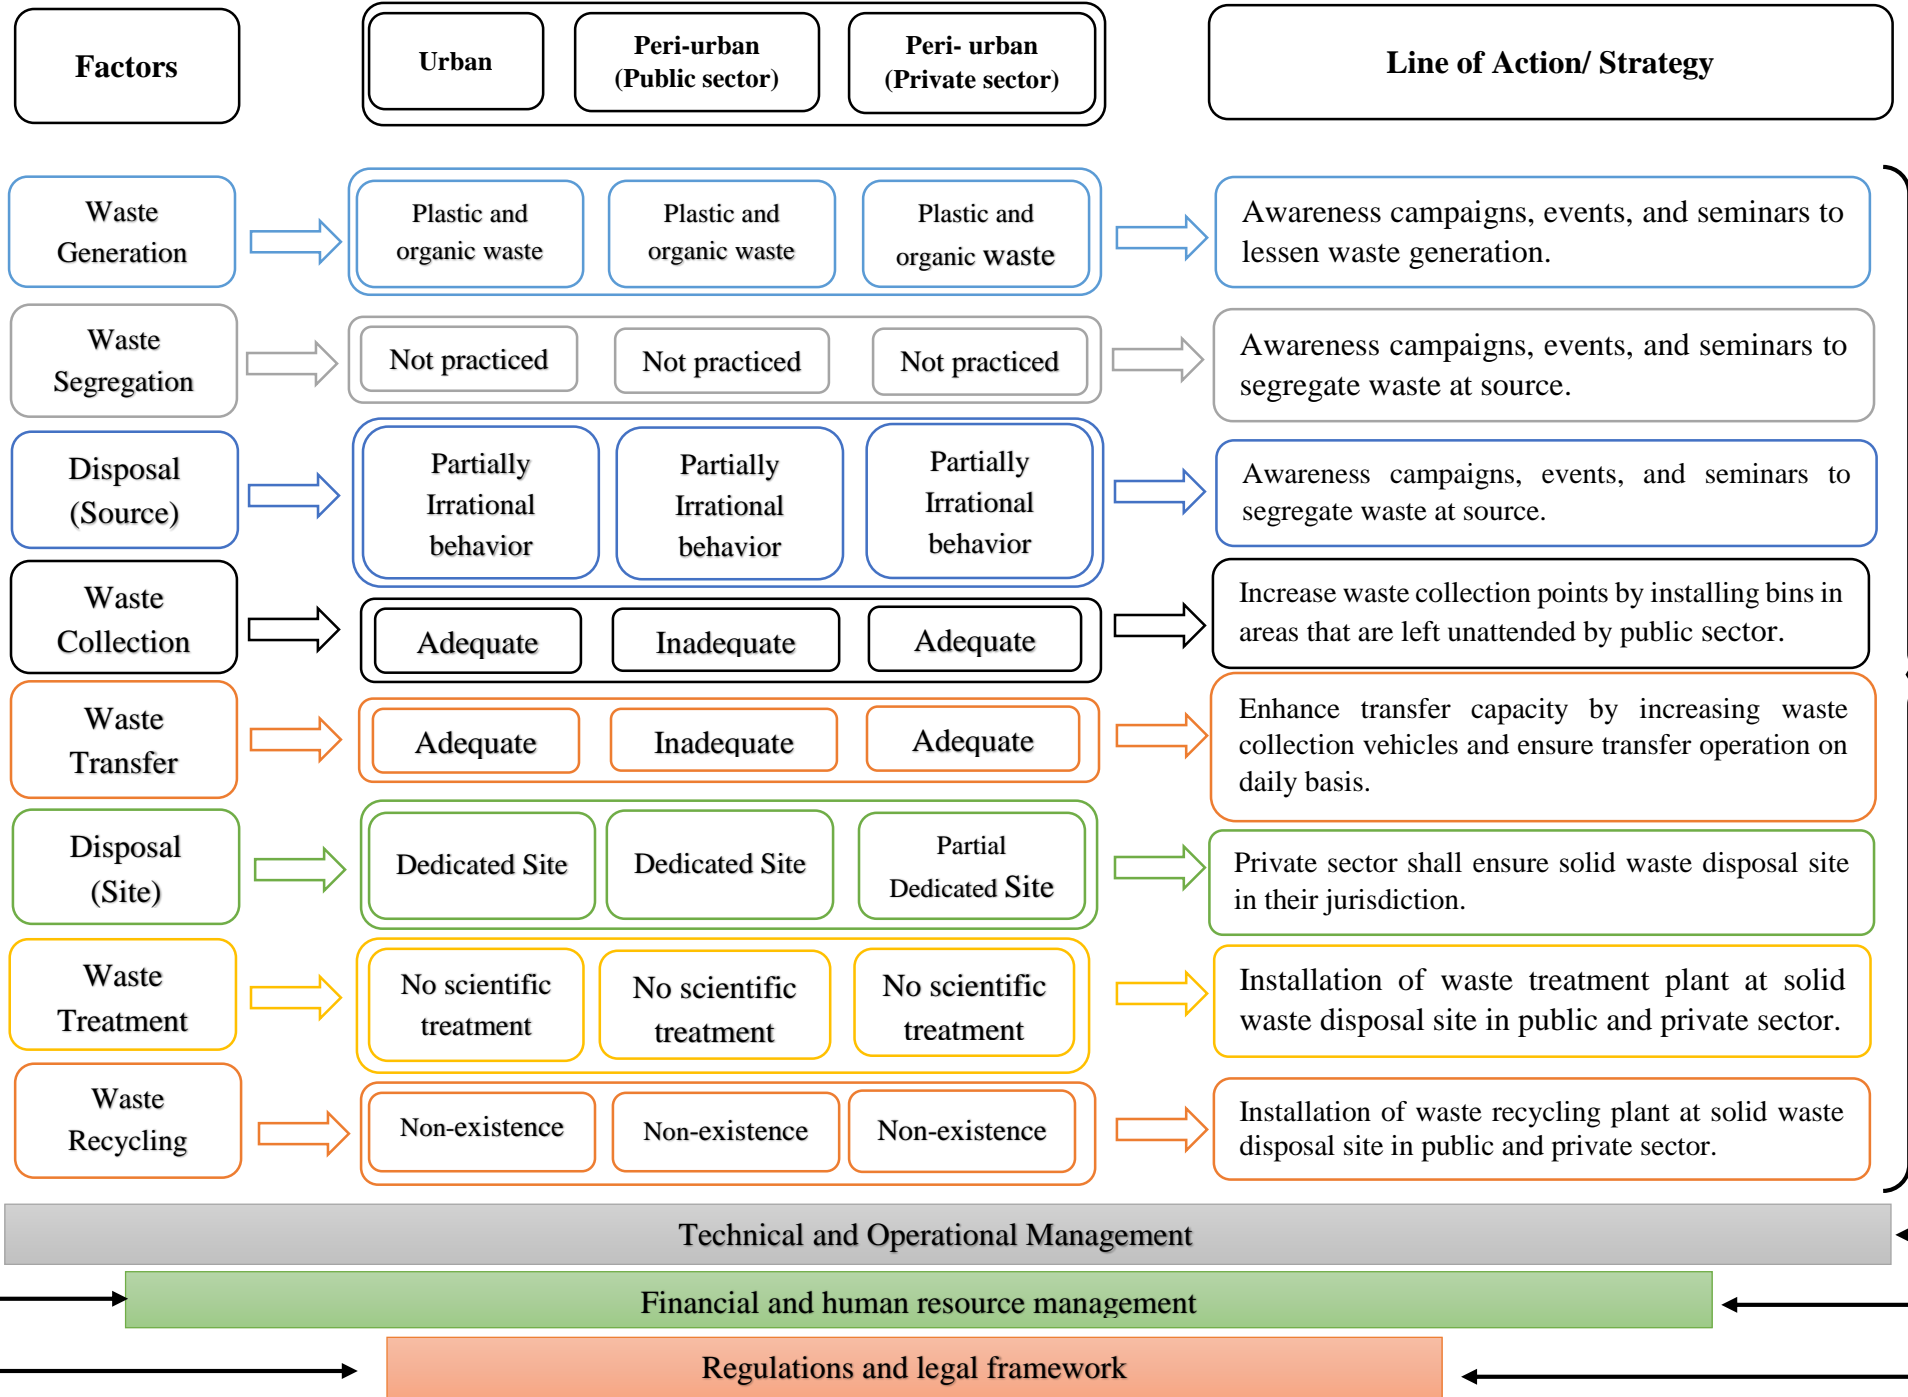 Factors
Urban
Peri-urban
(Public sector)
Peri- urban
(Private sector)
Line of Action/ Strategy
Waste
Generation
Plastic and
organic waste
Plastic and
organic waste
Plastic and
organic waste
Awareness campaigns, events, and seminars to
lessen waste generation.
Waste
Segregation
Not practiced
Not practiced
Not practiced
Awareness campaigns, events, and seminars to
segregate waste at source.
Disposal
(Source)
Partially
Irrational
behavior
Partially
Irrational
behavior
Partially
Irrational
behavior
Awareness campaigns, events, and seminars to
segregate waste at source.
Waste
Collection
Adequate
Inadequate
Adequate
Increase waste collection points by installing bins in
areas that are left unattended by public sector.
Waste
Transfer
Adequate
Inadequate
Adequate
Enhance transfer capacity by increasing waste
collection vehicles and ensure transfer operation on
daily basis.
Disposal
(Site)
Dedicated Site
Dedicated Site
Partial
Dedicated Site
Private sector shall ensure solid waste disposal site
in their jurisdiction.
Waste
Treatment
No scientific
treatment
No scientific
treatment
No scientific
treatment
Installation of waste treatment plant at solid
waste disposal site in public and private sector.
Waste
Recycling
Non-existence
Non-existence
Non-existence
Installation of waste recycling plant at solid waste
disposal site in public and private sector.
Technical and Operational Management
Financial and human resource management
Regulations and legal framework